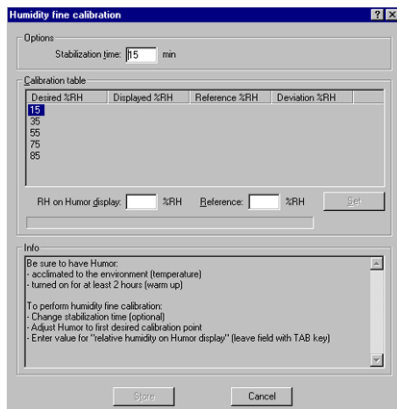 Humidity fine calibration
Options
Stabilization time: 15 min
Calibration table
Desired %RH Displayed %RH Reference %RH Deviation %RH
15
35
55
75
85
RH on Humor display: %RH Reference: %RH Set
Info
Be sure to have Humor:
- acclimated to the environment (temperature)
- turned on for at least 2 hours (warm up)
To perform humidity fine calibration:
- Change stabilization time (optional)
- Adjust Humor to first desired calibration point
- Enter value for "relative humidity on Humor display" (leave field with TAB key)
Store Cancel